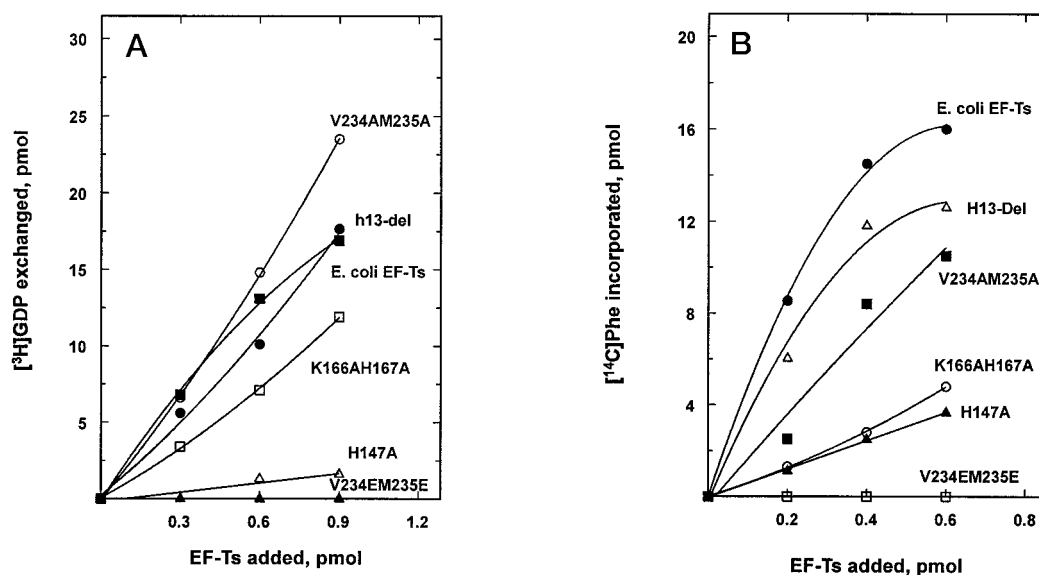 A
[³H]GDP exchanged, pmol
30
25
20
15
10
5
V234AM235A
h13-del
E. coli EF-Ts
K166AH167A
H147A
V234EM235E
0.3 0.6 0.9 1.2
EF-Ts added, pmol
B
[¹⁴C]Phe incorporated, pmol
20
16
12
8
4
E. coli EF-Ts
H13-Del
V234AM235A
K166AH167A
H147A
V234EM235E
0.2 0.4 0.6 0.8
EF-Ts added, pmol